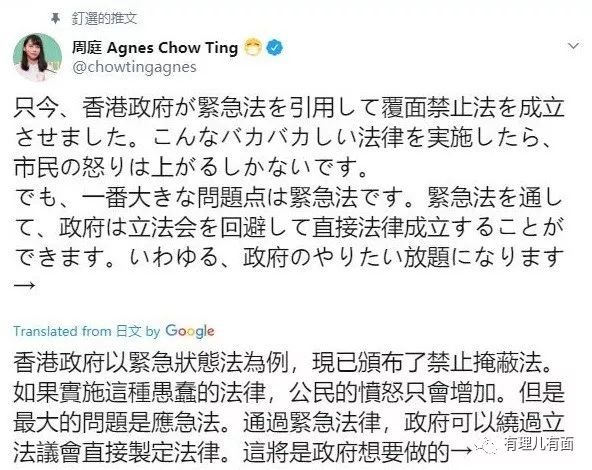 釘選的推文
周庭 Agnes Chow Ting 😷
@chowtingagnes
只今、香港政府が緊急法を引用して覆面禁止法を成立
させました。こんなバカバカしい法律を実施したら、
市民の怒りは上がるしかないです。
でも、一番大きな問題点は緊急法です。緊急法を通し
て、政府は立法会を回避して直接法律成立することが
できます。いわゆる、政府のやりたい放題になります
→
Translated from 日文 by Google
香港政府以緊急狀態法為例，現已頒布了禁止掩蔽法。
如果實施這種愚蠢的法律，公民的憤怒只會增加。但是
最大的問題是應急法。通過緊急法律，政府可以繞過立
法議會直接製定法律。這將是政府想要做的→
有理儿有面